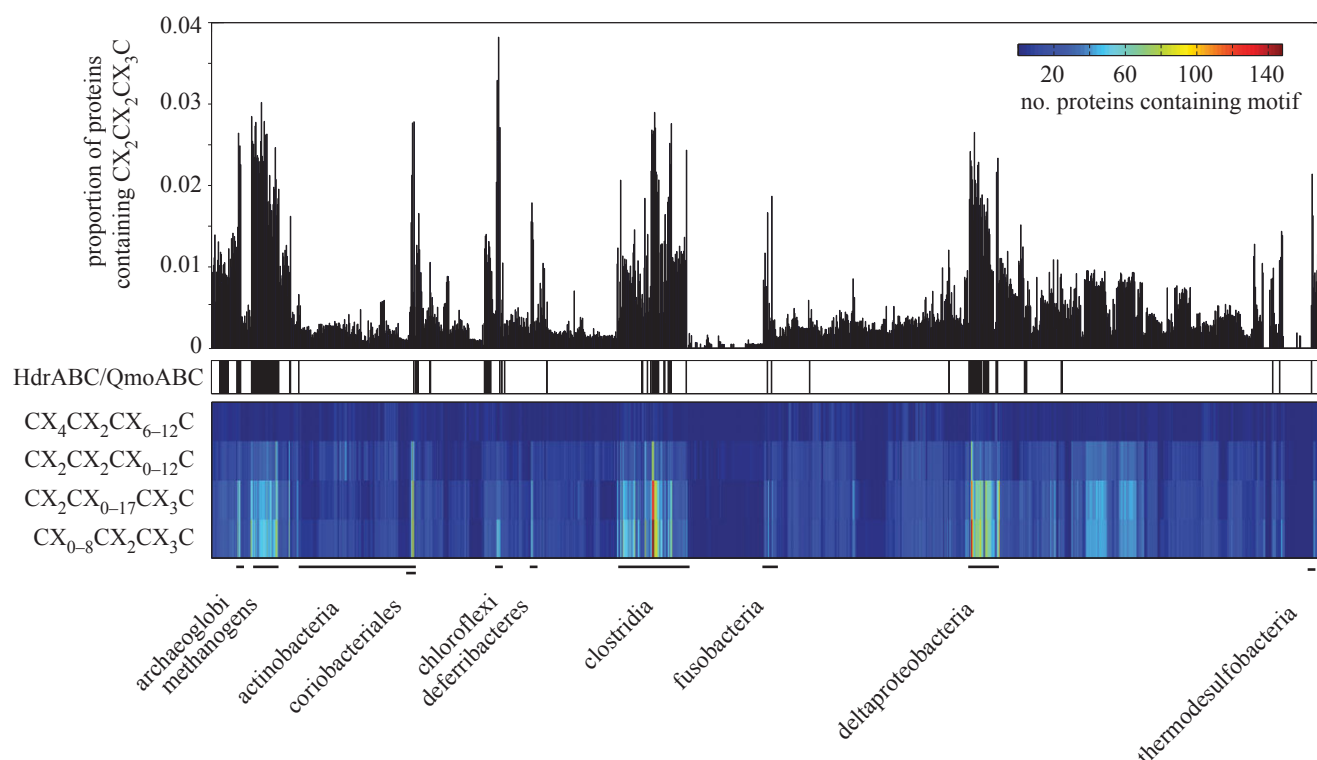 proportion of proteins
containing CX₂CX₂CX₃C
0.04
0.03
0.02
0.01
0
20 60 100 140
no. proteins containing motif
HdrABC/QmoABC
CX₄CX₂CX₆₋₁₂C
CX₂CX₂CX₀₋₁₂C
CX₂CX₀₋₁₇CX₃C
CX₀₋₈CX₂CX₃C
archaeoglobi
methanogens
actinobacteria
coriobacteriales
chloroflexi
deferribacteres
clostridia
fusobacteria
deltaproteobacteria
thermodesulfobacteria